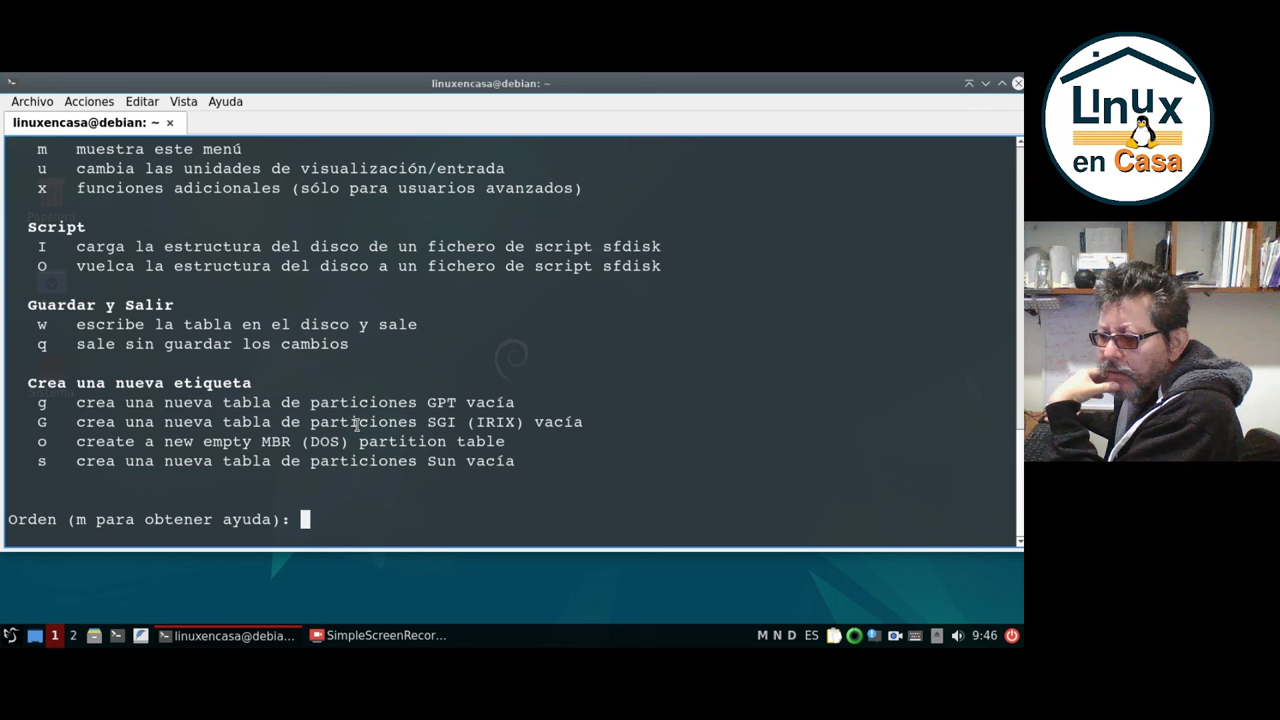 linuxencasa@debian: ~
Archivo Acciones Editar Vista Ayuda
linuxencasa@debian: ~ ×
m muestra este menú
u cambia las unidades de visualización/entrada
x funciones adicionales (sólo para usuarios avanzados)
Script
I carga la estructura del disco de un fichero de script sfdisk
O vuelca la estructura del disco a un fichero de script sfdisk
Guardar y Salir
w escribe la tabla en el disco y sale
q sale sin guardar los cambios
Crea una nueva etiqueta
g crea una nueva tabla de particiones GPT vacía
G crea una nueva tabla de particiones SGI (IRIX) vacía
o create a new empty MBR (DOS) partition table
s crea una nueva tabla de particiones Sun vacía
Orden (m para obtener ayuda):
1 2 linuxencasa@debia... SimpleScreenRecor... M N D ES 9:46
Linux
en Casa